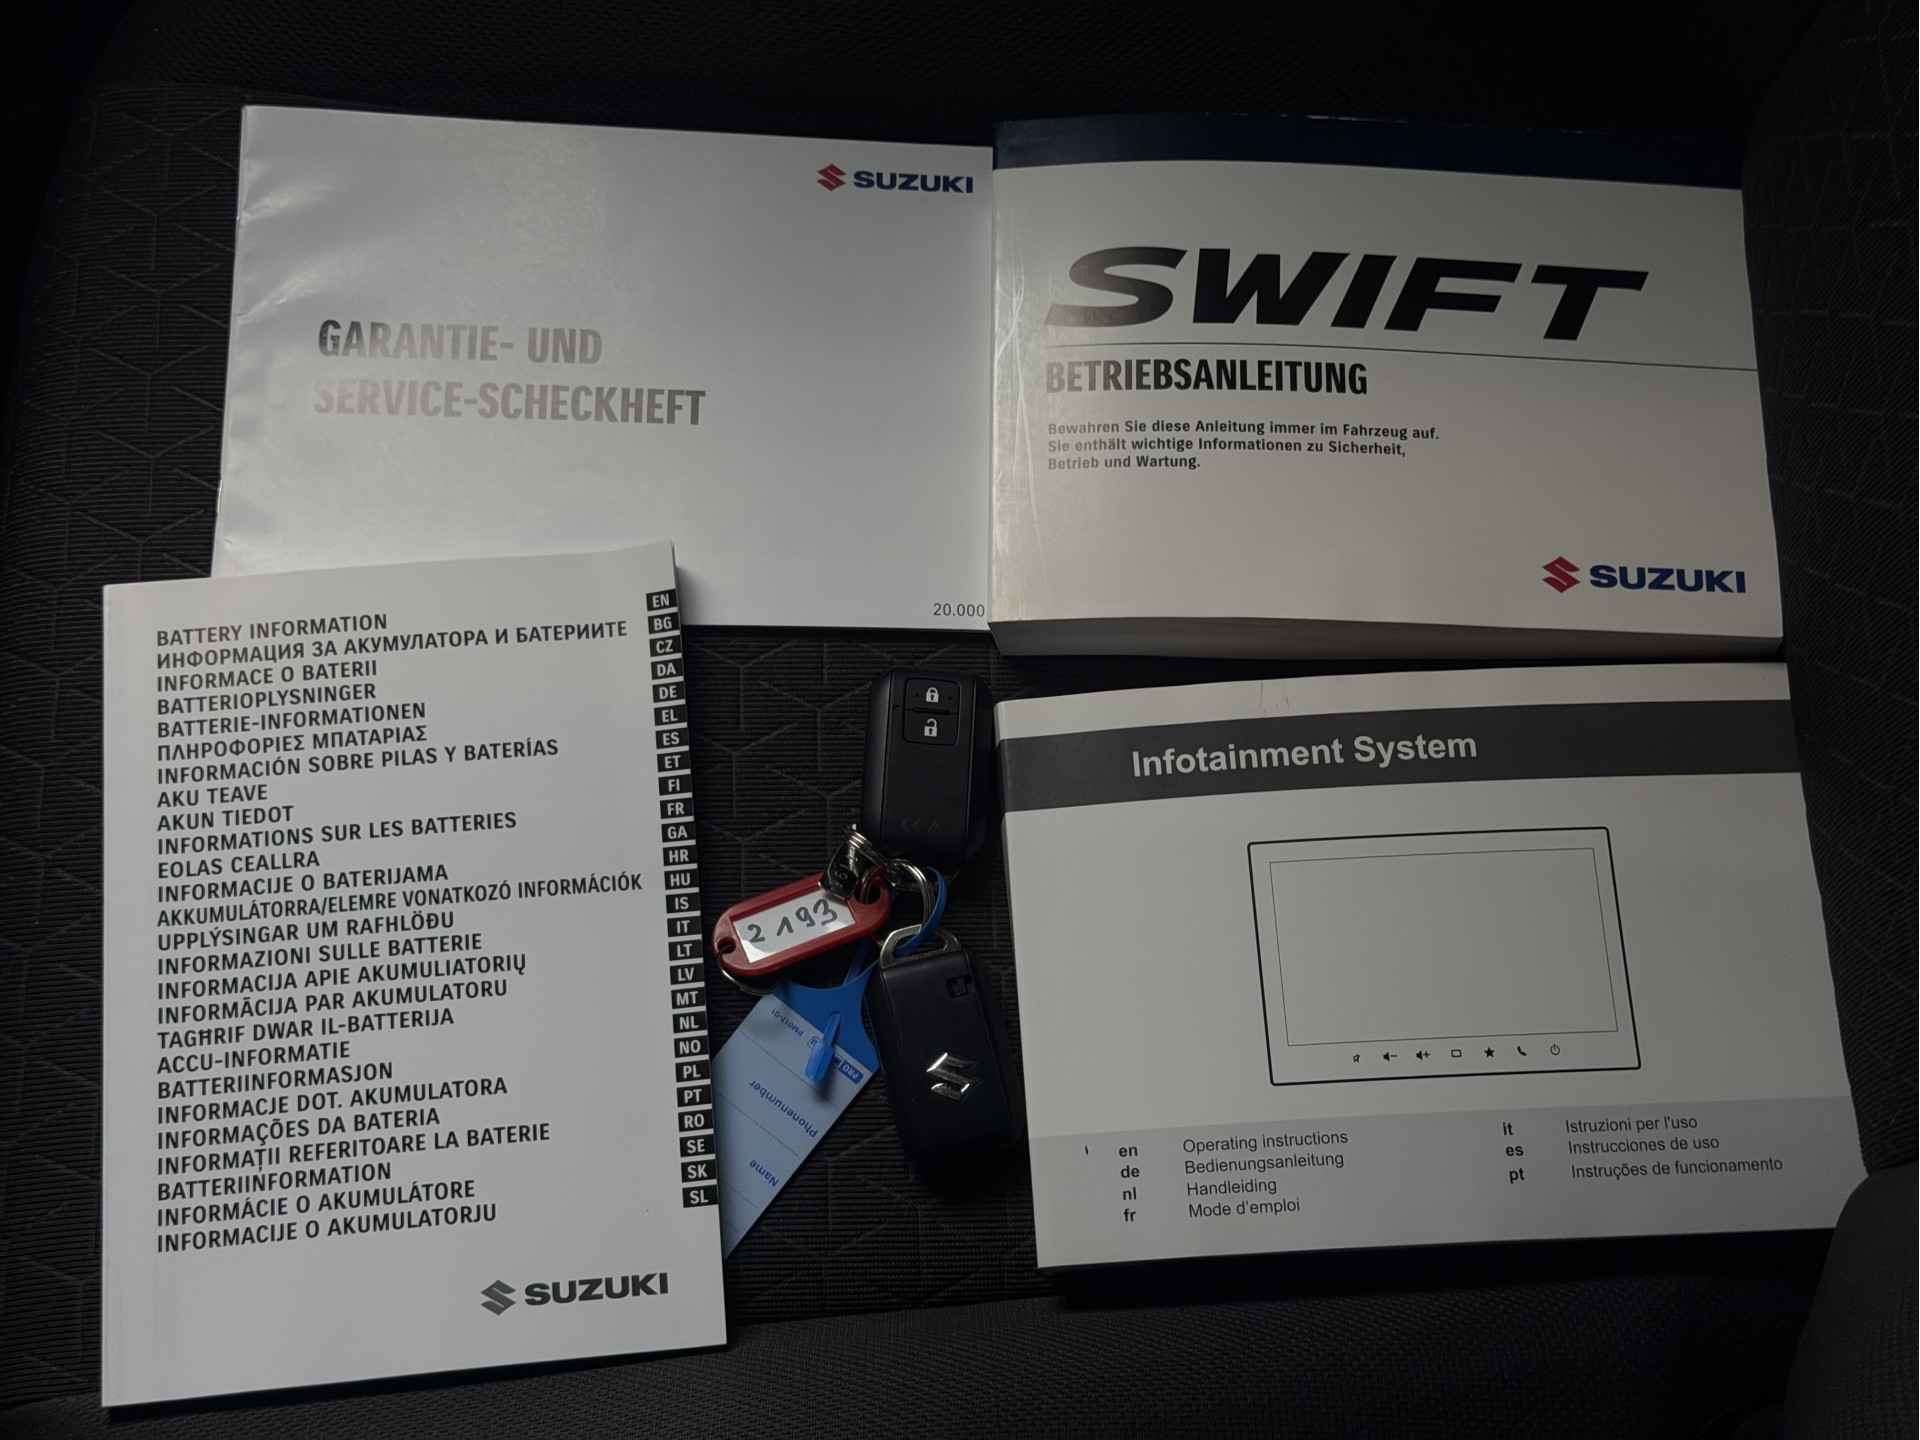 SUZUKI
GARANTIE- UND
SERVICE-SCHECKHEFT
20.000
SWIFT
BETRIEBSANLEITUNG
Bewahren Sie diese Anleitung immer im Fahrzeug auf.
Sie enthält wichtige Informationen zu Sicherheit,
Betrieb und Wartung.
SUZUKI
BATTERY INFORMATION EN
ИНФОРМАЦИЯ ЗА АКУМУЛАТОРА И БАТЕРИИТЕ BG
INFORMACE O BATERII CZ
BATTERIOPLYSNINGER DA
BATTERIE-INFORMATIONEN DE
ΠΛΗΡΟΦΟΡΙΕΣ ΜΠΑΤΑΡΙΑΣ EL
INFORMACIÓN SOBRE PILAS Y BATERÍAS ES
AKU TEAVE ET
AKUN TIEDOT FI
INFORMATIONS SUR LES BATTERIES FR
EOLAS CEALLRA GA
INFORMACIJE O BATERIJAMA HR
AKKUMULÁTORRA/ELEMRE VONATKOZÓ INFORMÁCIÓK HU
UPPLÝSINGAR UM RAFHLÖÐU IS
INFORMAZIONI SULLE BATTERIE IT
INFORMACIJA APIE AKUMULIATORIŲ LT
INFORMĀCIJA PAR AKUMULATORU LV
TAGĦRIF DWAR IL-BATTERIJA MT
ACCU-INFORMATIE NL
BATTERIINFORMASJON NO
INFORMACJE DOT. AKUMULATORA PL
INFORMAÇÕES DA BATERIA PT
INFORMAȚII REFERITOARE LA BATERIE RO
BATTERIINFORMATION SE
INFORMÁCIE O AKUMULÁTORE SK
INFORMACIJE O AKUMULATORJU SL
SUZUKI
2193
PRO
phonenumber
Name
Infotainment System
en Operating instructions
de Bedienungsanleitung
nl Handleiding
fr Mode d'emploi
it Istruzioni per l'uso
es Instrucciones de uso
pt Instruções de funcionamento